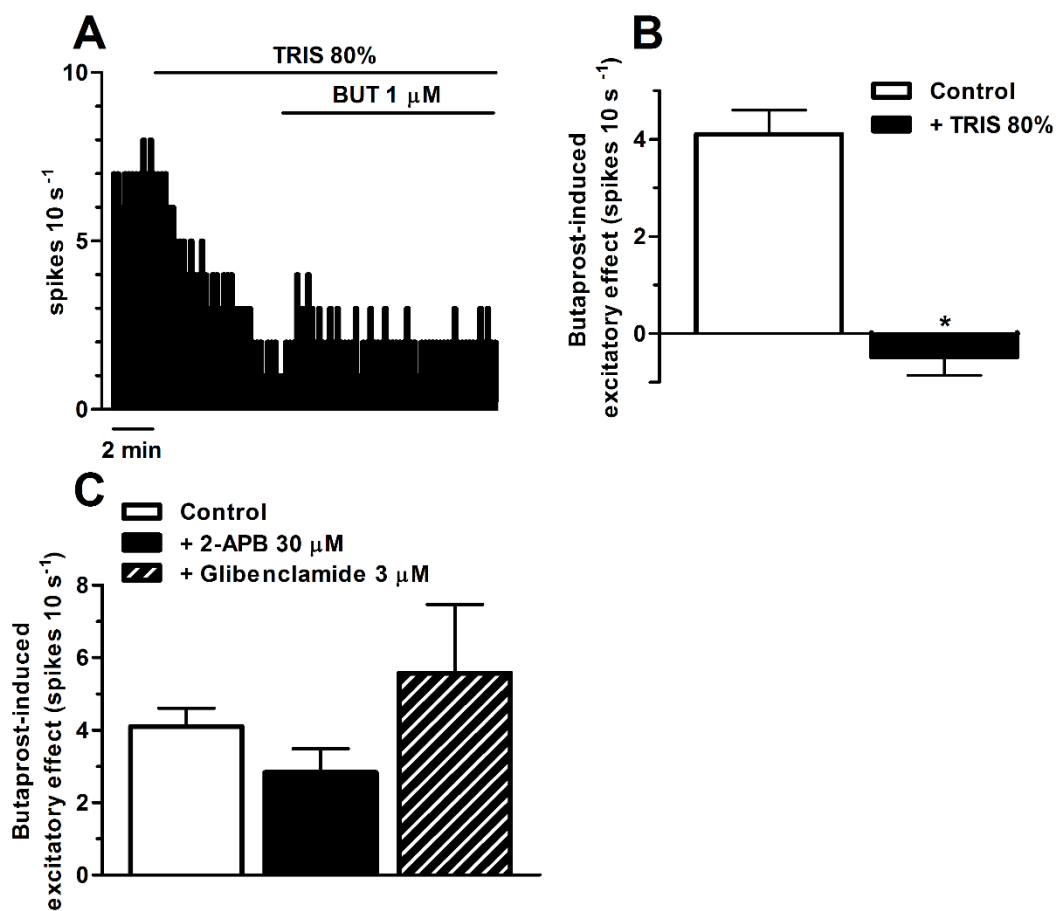 A
TRIS 80%
BUT 1 μM
10
5
0
spikes 10 s⁻¹
2 min
B
Control
+ TRIS 80%
4
2
0
Butaprost-induced
excitatory effect (spikes 10 s⁻¹)
*
C
Control
+ 2-APB 30 μM
+ Glibenclamide 3 μM
8
6
4
2
0
Butaprost-induced
excitatory effect (spikes 10 s⁻¹)